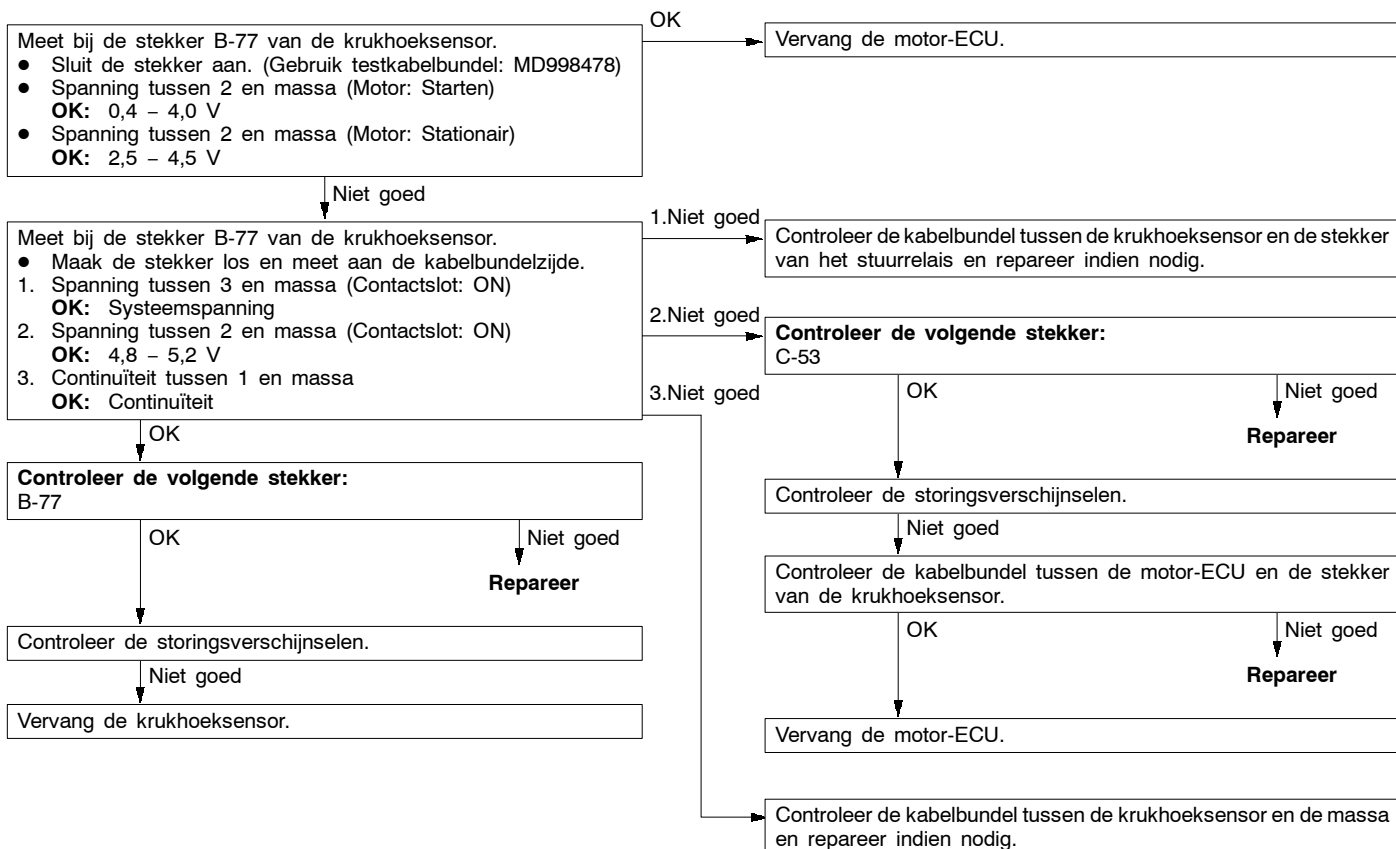 OK
Meet bij de stekker B-77 van de krukhoeksensor.
● Sluit de stekker aan. (Gebruik testkabelbundel: MD998478)
● Spanning tussen 2 en massa (Motor: Starten)
OK: 0,4 – 4,0 V
● Spanning tussen 2 en massa (Motor: Stationair)
OK: 2,5 – 4,5 V
Vervang de motor-ECU.
Niet goed
Meet bij de stekker B-77 van de krukhoeksensor.
● Maak de stekker los en meet aan de kabelbundelzijde.
1. Spanning tussen 3 en massa (Contactslot: ON)
OK: Systeemspanning
2. Spanning tussen 2 en massa (Contactslot: ON)
OK: 4,8 – 5,2 V
3. Continuïteit tussen 1 en massa
OK: Continuïteit
1.Niet goed
Controleer de kabelbundel tussen de krukhoeksensor en de stekker
van het stuurrelais en repareer indien nodig.
2.Niet goed
Controleer de volgende stekker:
C-53
3.Niet goed
OK
Niet goed
Repareer
OK
Controleer de volgende stekker:
B-77
OK
Niet goed
Repareer
Controleer de storingsverschijnselen.
Niet goed
Vervang de krukhoeksensor.
Controleer de storingsverschijnselen.
Niet goed
Controleer de kabelbundel tussen de motor-ECU en de stekker
van de krukhoeksensor.
OK
Niet goed
Repareer
Vervang de motor-ECU.
Controleer de kabelbundel tussen de krukhoeksensor en de massa
en repareer indien nodig.